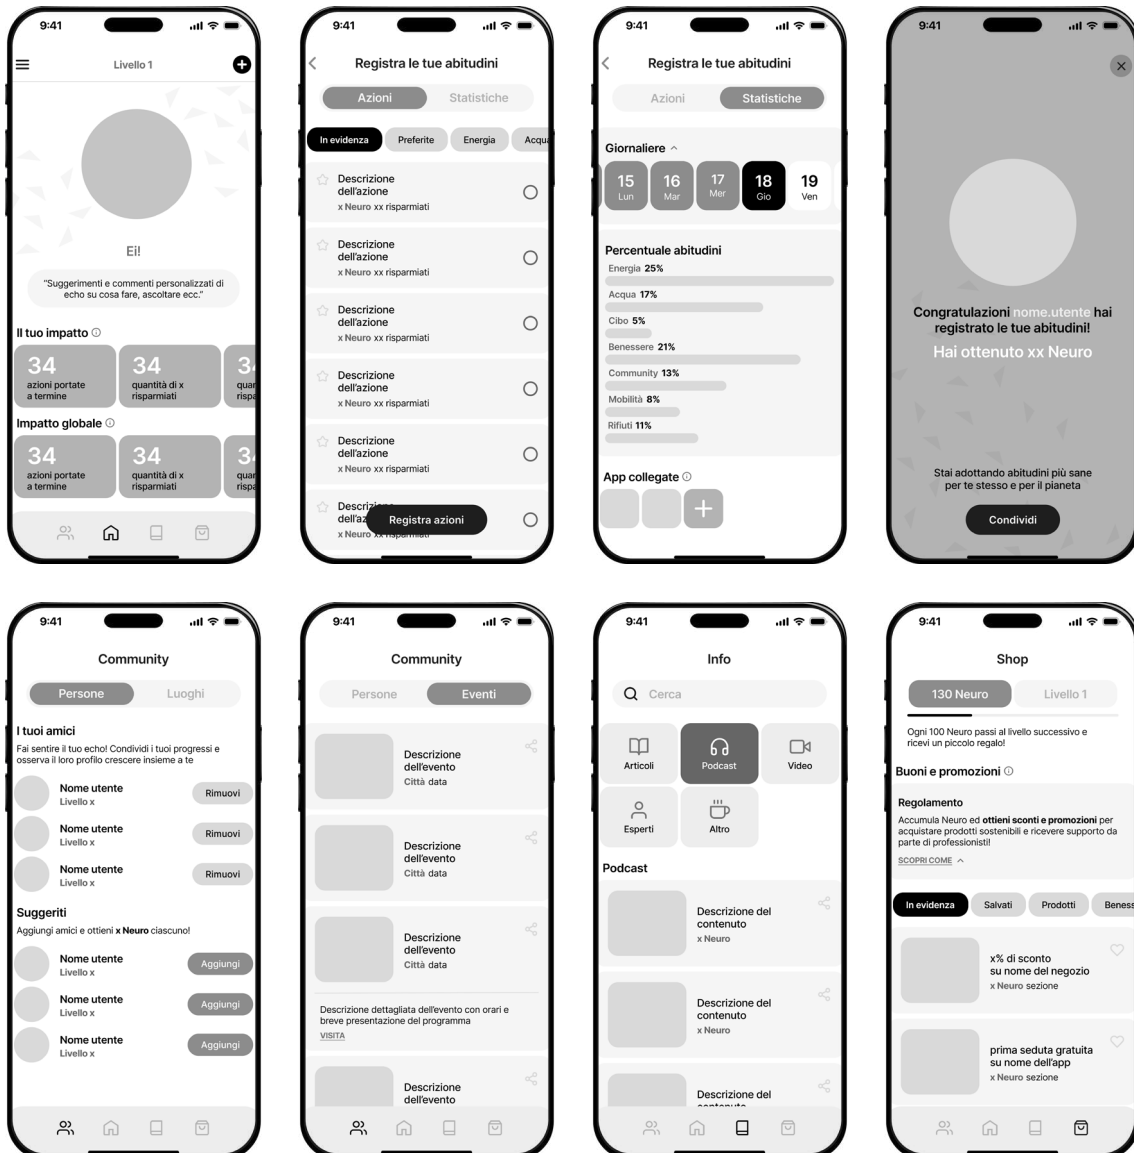 9:41
Livello 1
Ei!
“Suggerimenti e commenti personalizzati di
echo su cosa fare, ascoltare ecc.”
Il tuo impatto
34
azioni portate
a termine
34
quantità di x
risparmiati
3
quan
rispa
Impatto globale
34
azioni portate
a termine
34
quantità di x
risparmiati
3
quan
rispa
9:41
Registra le tue abitudini
Azioni
Statistiche
In evidenza
Preferite
Energia
Acqua
Descrizione
dell’azione
x Neuro xx risparmiati
Descrizione
dell’azione
x Neuro xx risparmiati
Descrizione
dell’azione
x Neuro xx risparmiati
Descrizione
dell’azione
x Neuro xx risparmiati
Descrizione
dell’azione
x Neuro xx risparmiati
Descrizione
dell’az
x Neuro xx risparmiati
Registra azioni
9:41
Registra le tue abitudini
Azioni
Statistiche
Giornaliere
15
Lun
16
Mar
17
Mer
18
Gio
19
Ven
Percentuale abitudini
Energia 25%
Acqua 17%
Cibo 5%
Benessere 21%
Community 13%
Mobilità 8%
Rifiuti 11%
App collegate
9:41
Congratulazioni nome.utente hai
registrato le tue abitudini!
Hai ottenuto xx Neuro
Stai adottando abitudini più sane
per te stesso e per il pianeta
Condividi
9:41
Community
Persone
Luoghi
I tuoi amici
Fai sentire il tuo echo! Condividi i tuoi progressi e
osserva il loro profilo crescere insieme a te
Nome utente
Livello x
Rimuovi
Nome utente
Livello x
Rimuovi
Nome utente
Livello x
Rimuovi
Suggeriti
Aggiungi amici e ottieni x Neuro ciascuno!
Nome utente
Livello x
Aggiungi
Nome utente
Livello x
Aggiungi
Nome utente
Livello x
Aggiungi
9:41
Community
Persone
Eventi
Descrizione
dell’evento
Città data
Descrizione
dell’evento
Città data
Descrizione
dell’evento
Città data
Descrizione dettagliata dell’evento con orari e
breve presentazione del programma
VISITA
Descrizione
dell’evento
9:41
Info
Cerca
Articoli
Podcast
Video
Esperti
Altro
Podcast
Descrizione del
contenuto
x Neuro
Descrizione del
contenuto
x Neuro
Descrizione del
contenuto
9:41
Shop
130 Neuro
Livello 1
Ogni 100 Neuro passi al livello successivo e
ricevi un piccolo regalo!
Buoni e promozioni
Regolamento
Accumula Neuro ed ottieni sconti e promozioni per
acquistare prodotti sostenibili e ricevere supporto da
parte di professionisti!
SCOPRI COME
In evidenza
Salvati
Prodotti
Beness
x% di sconto
su nome del negozio
x Neuro sezione
prima seduta gratuita
su nome dell’app
x Neuro sezione